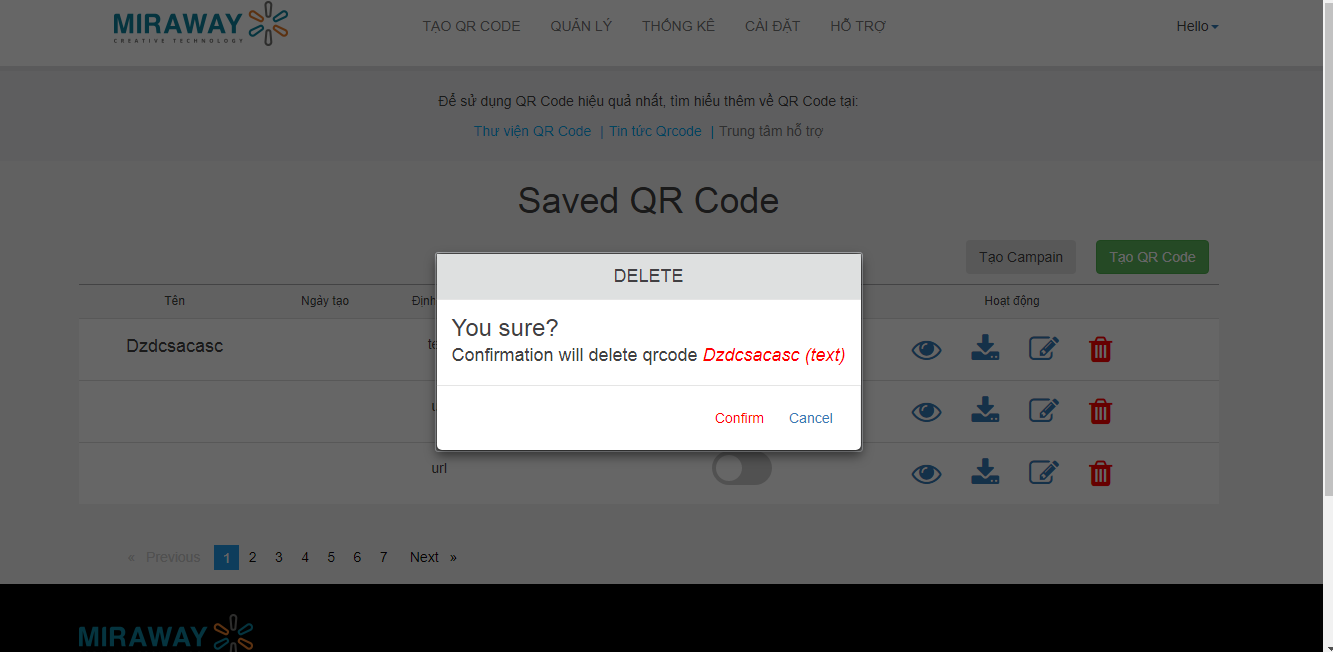 MIRAWAY
CREATIVE TECHNOLOGY
TẠO QR CODE QUẢN LÝ THỐNG KÊ CÀI ĐẶT HỖ TRỢ Hello
Để sử dụng QR Code hiệu quả nhất, tìm hiểu thêm về QR Code tại:
Thư viện QR Code | Tin tức Qrcode | Trung tâm hỗ trợ
Saved QR Code
Tạo Campain Tạo QR Code
Tên Ngày tạo Hoạt động
DELETE
You sure?
Confirmation will delete qrcode Dzdcsacasc (text)
Confirm Cancel
Dzdcsacasc
url
« Previous 1 2 3 4 5 6 7 Next »
MIRAWAY